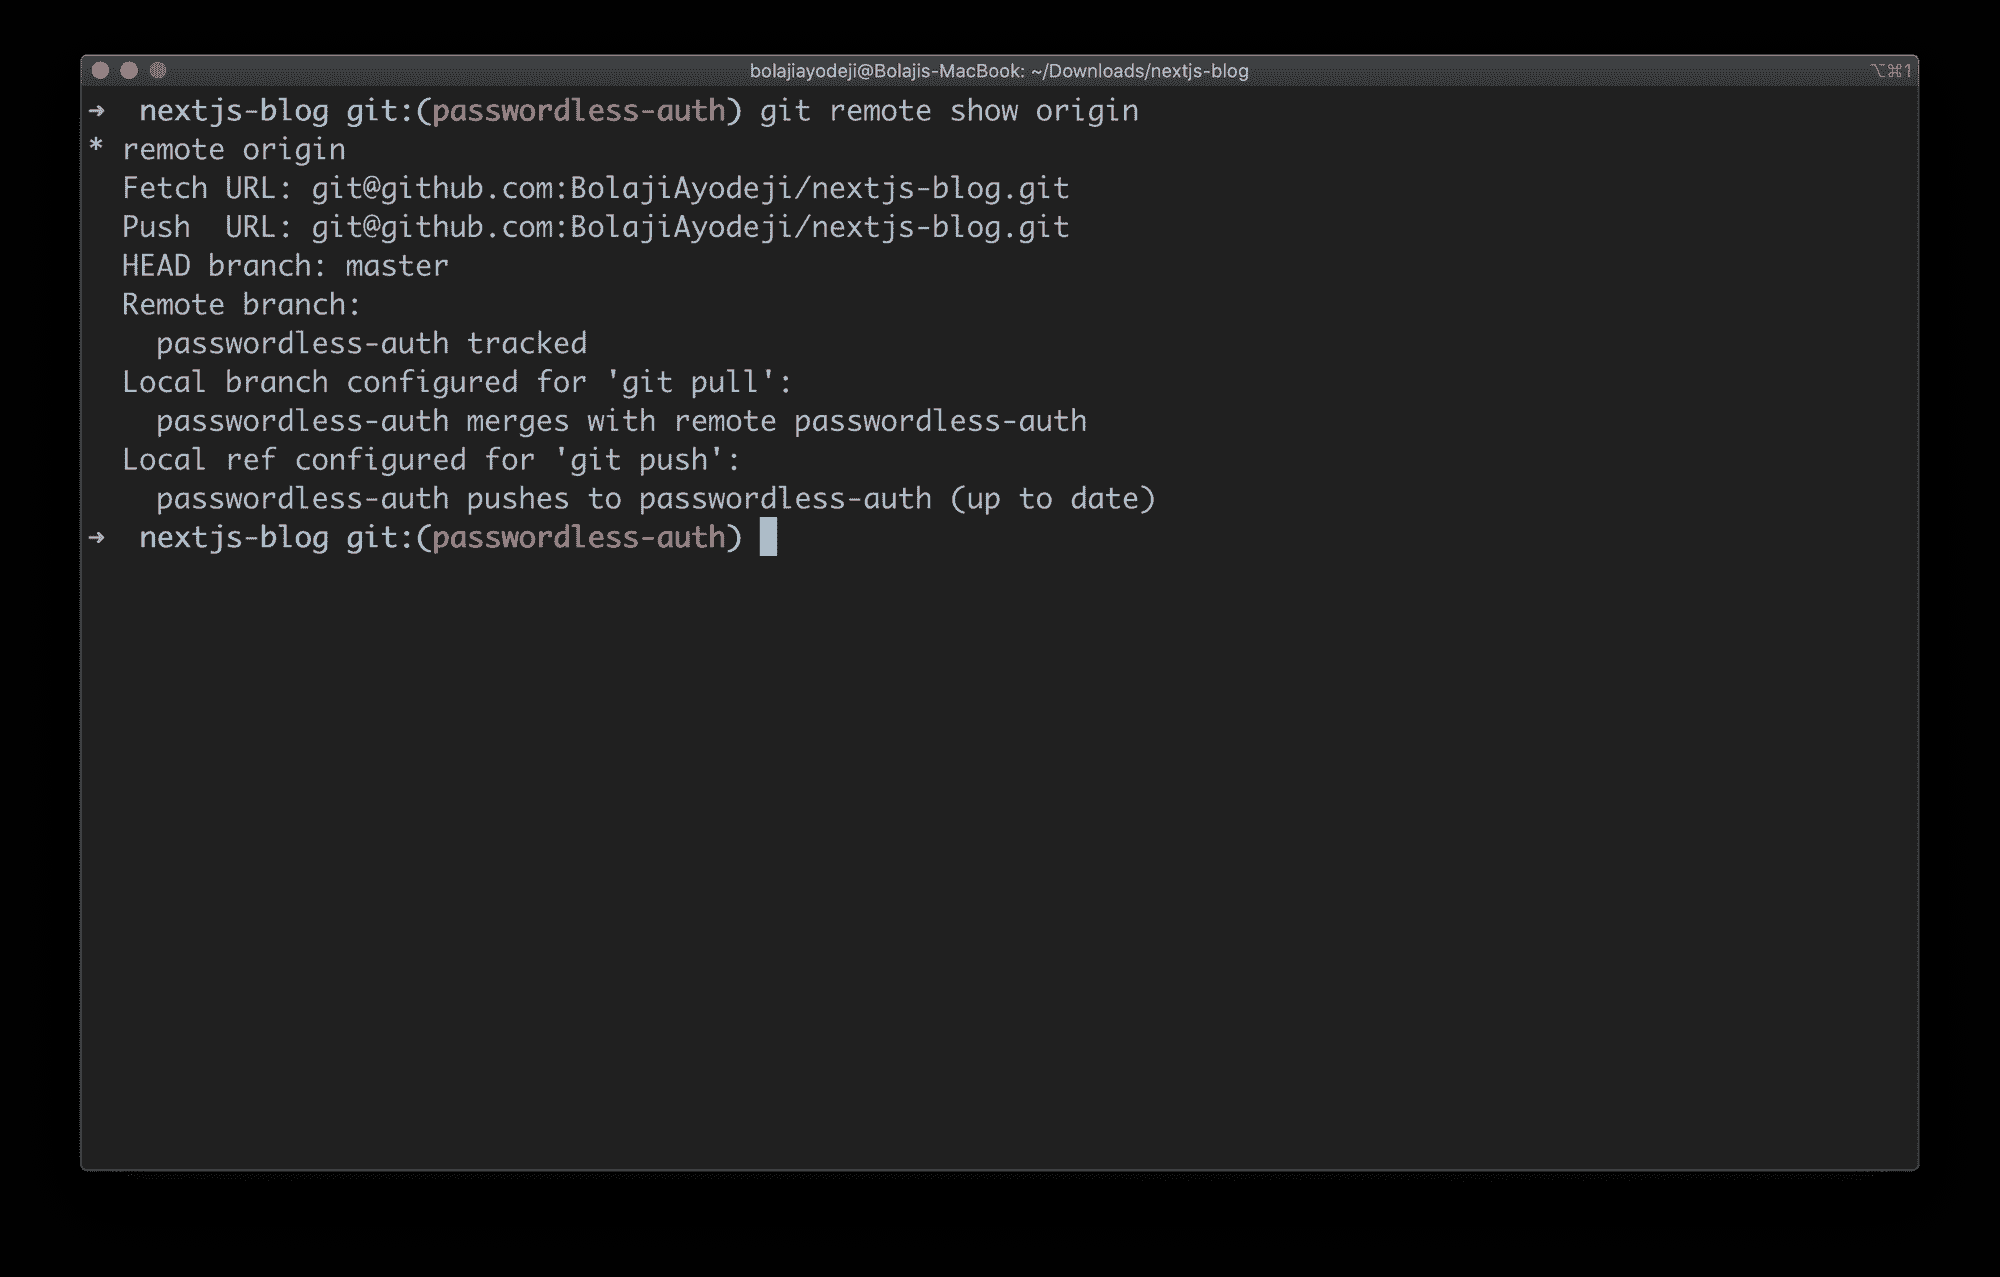 bolajiayodeji@Bolajis-MacBook: ~/Downloads/nextjs-blog ⌥⌘1
➜  nextjs-blog git:(passwordless-auth) git remote show origin
* remote origin
  Fetch URL: git@github.com:BolajiAyodeji/nextjs-blog.git
  Push  URL: git@github.com:BolajiAyodeji/nextjs-blog.git
  HEAD branch: master
  Remote branch:
    passwordless-auth tracked
  Local branch configured for 'git pull':
    passwordless-auth merges with remote passwordless-auth
  Local ref configured for 'git push':
    passwordless-auth pushes to passwordless-auth (up to date)
➜  nextjs-blog git:(passwordless-auth)